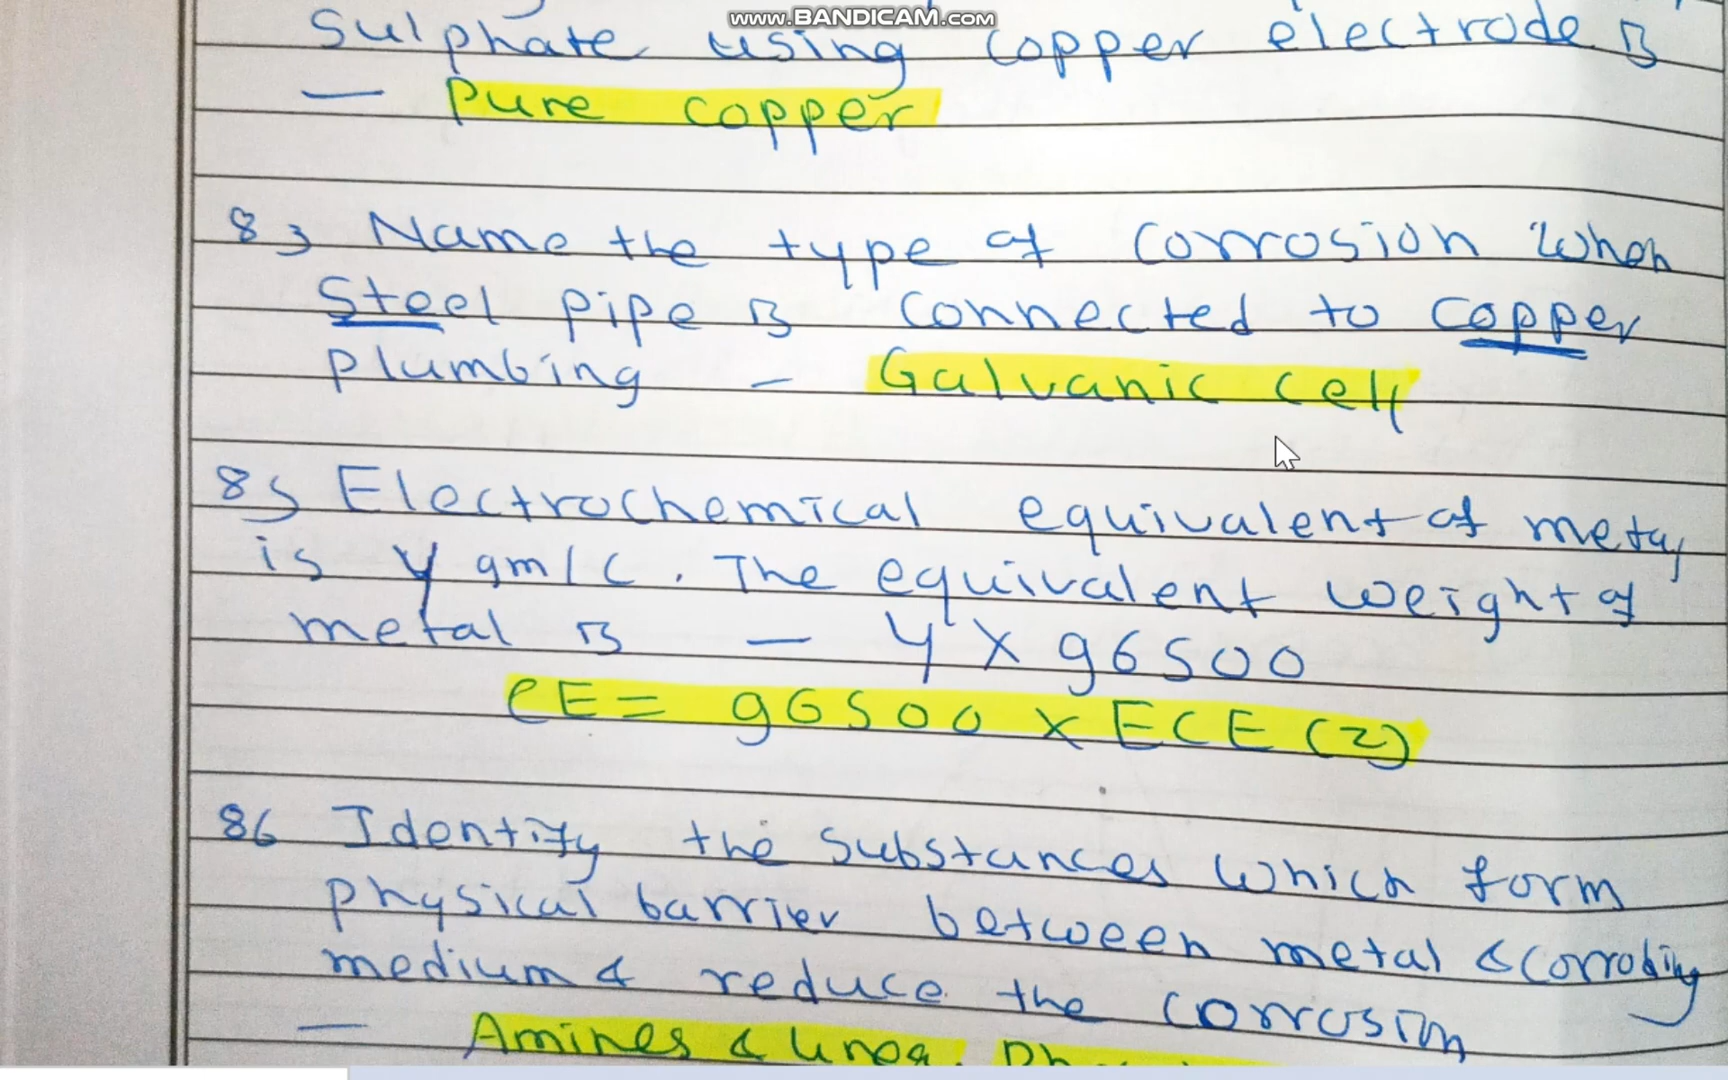 www.BANDICAM.com
Sulphate using copper electrode is
— Pure copper
83 Name the type of corrosion when
Steel pipe is connected to copper
plumbing — Galvanic cell
85 Electrochemical equivalent of metal
is y gm/C. The equivalent weight of
metal is — y X 96500
CE = 96500 X ECE (Z)
86 Identify the substances which form
physical barrier between metal & corroding
medium & reduce the corrosion
— Amines & Urea,